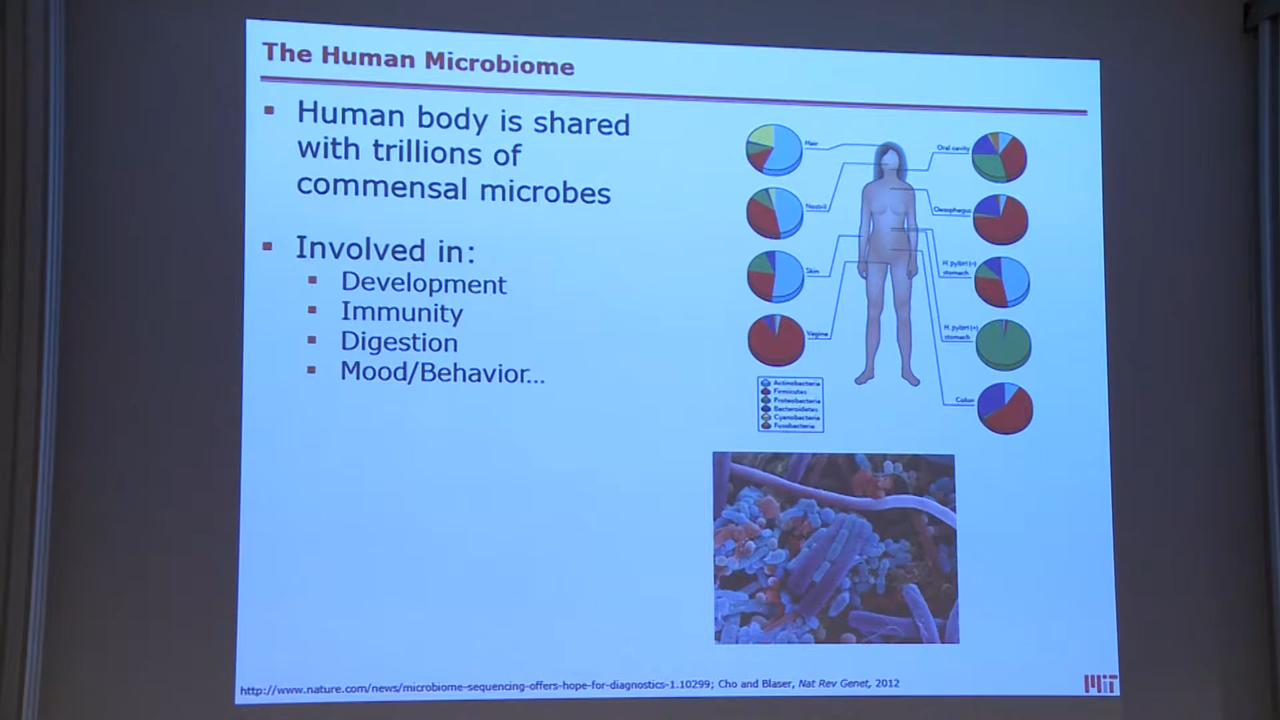 The Human Microbiome
Human body is shared
with trillions of
commensal microbes
Involved in:
Development
Immunity
Digestion
Mood/Behavior...
Hair
Nostril
Skin
Vagina
Oral cavity
Oesophagus
H. pylori (-)
stomach
H. pylori (+)
stomach
Colon
Actinobacteria
Firmicutes
Proteobacteria
Bacteroidetes
Cyanobacteria
Fusobacteria
http://www.nature.com/news/microbiome-sequencing-offers-hope-for-diagnostics-1.10299; Cho and Blaser, Nat Rev Genet, 2012
MIT